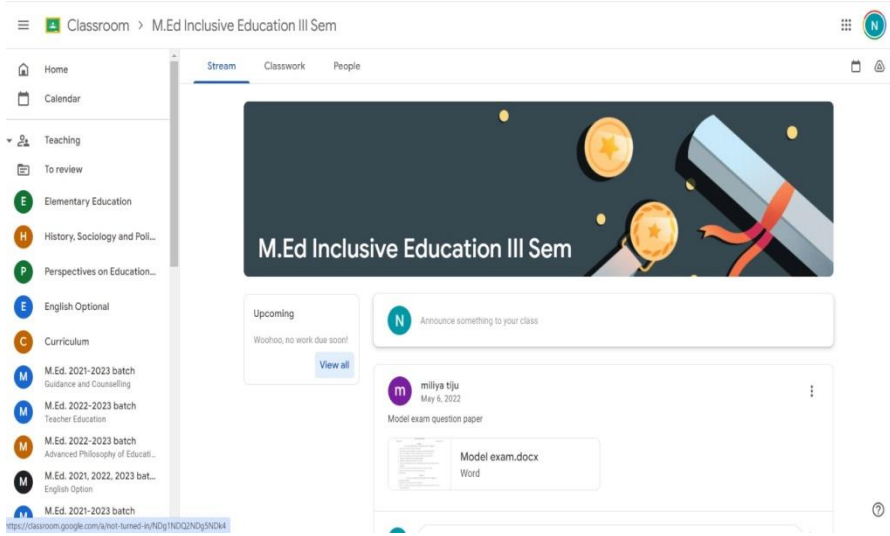 Classroom > M.Ed Inclusive Education III Sem
N
Home
Calendar
Teaching
To review
E Elementary Education
H History, Sociology and Poli...
P Perspectives on Education...
E English Optional
C Curriculum
M M.Ed. 2021-2023 batch
Guidance and Counselling
M M.Ed. 2022-2023 batch
Teacher Education
M M.Ed. 2022-2023 batch
Advanced Philosophy of Educati...
M M.Ed. 2021, 2022, 2023 bat...
English Option
M M.Ed. 2021-2023 batch
https://classroom.google.com/a/not-turned-in/NDg1NDQ2NDg5NDk4
Stream Classwork People
M.Ed Inclusive Education III Sem
Upcoming
Woohoo, no work due soon!
View all
N Announce something to your class
m miliya tiju
May 6, 2022
Model exam question paper
Model exam.docx
Word